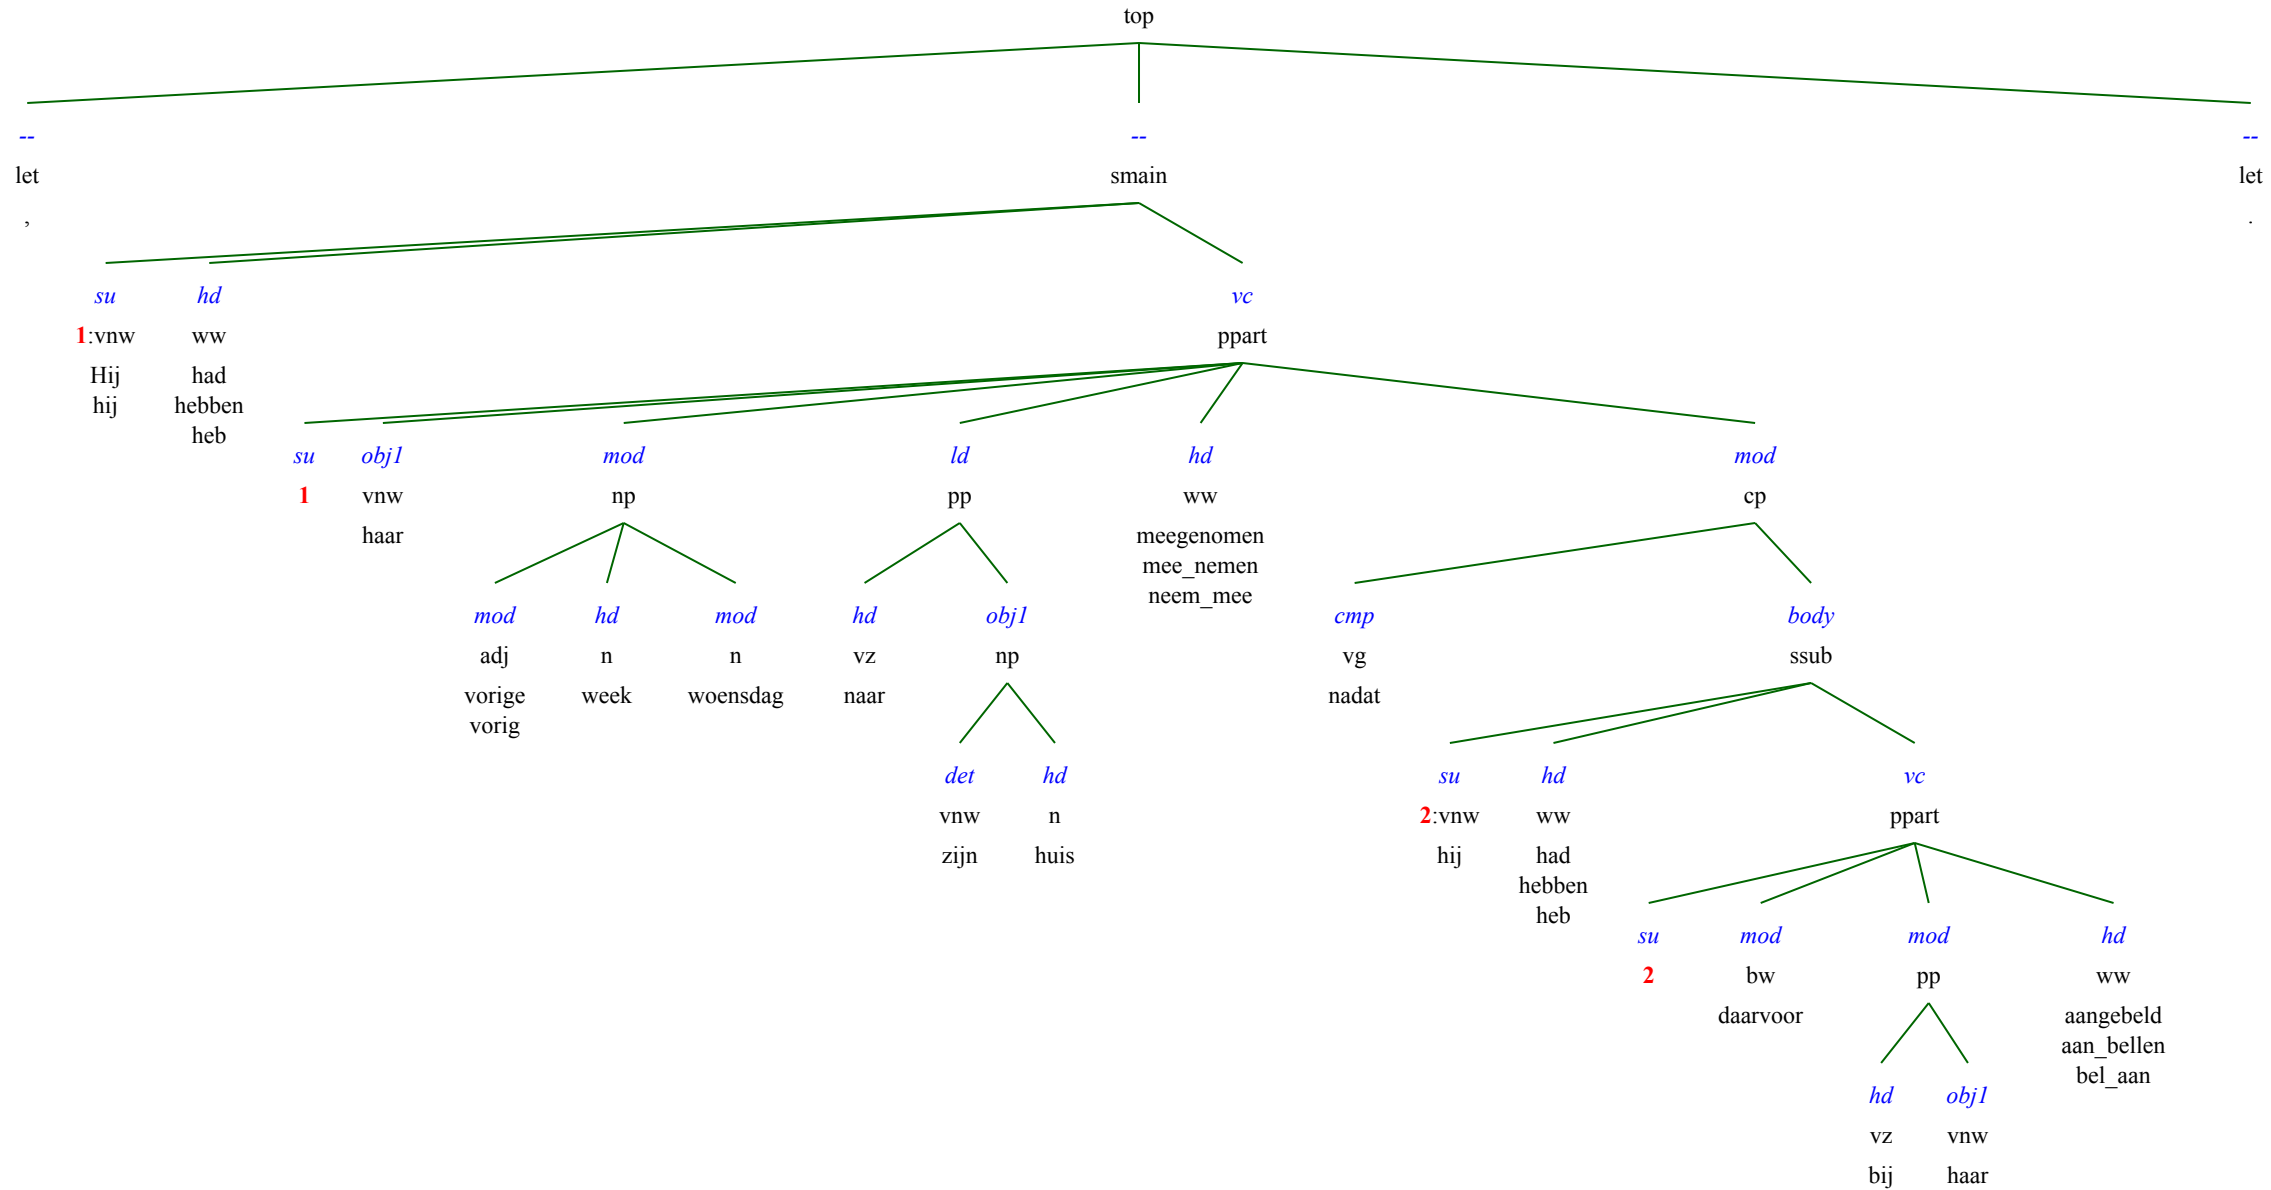 top
-- -- --
let smain let
, .
su hd vc
1:vnw ww ppart
Hij had
hij hebben
heb
su obj1 mod ld hd mod
1 vnw np pp ww cp
haar meegenomen
mee_nemen
neem_mee
mod hd mod hd obj1 cmp body
adj n n vz np vg ssub
vorige week woensdag naar nadat
vorig
det hd su hd vc
vnw n 2:vnw ww ppart
zijn huis hij had
hebben
heb
su mod mod hd
2 bw pp ww
daarvoor aangebeld
aan_bellen
bel_aan
hd obj1
vz vnw
bij haar